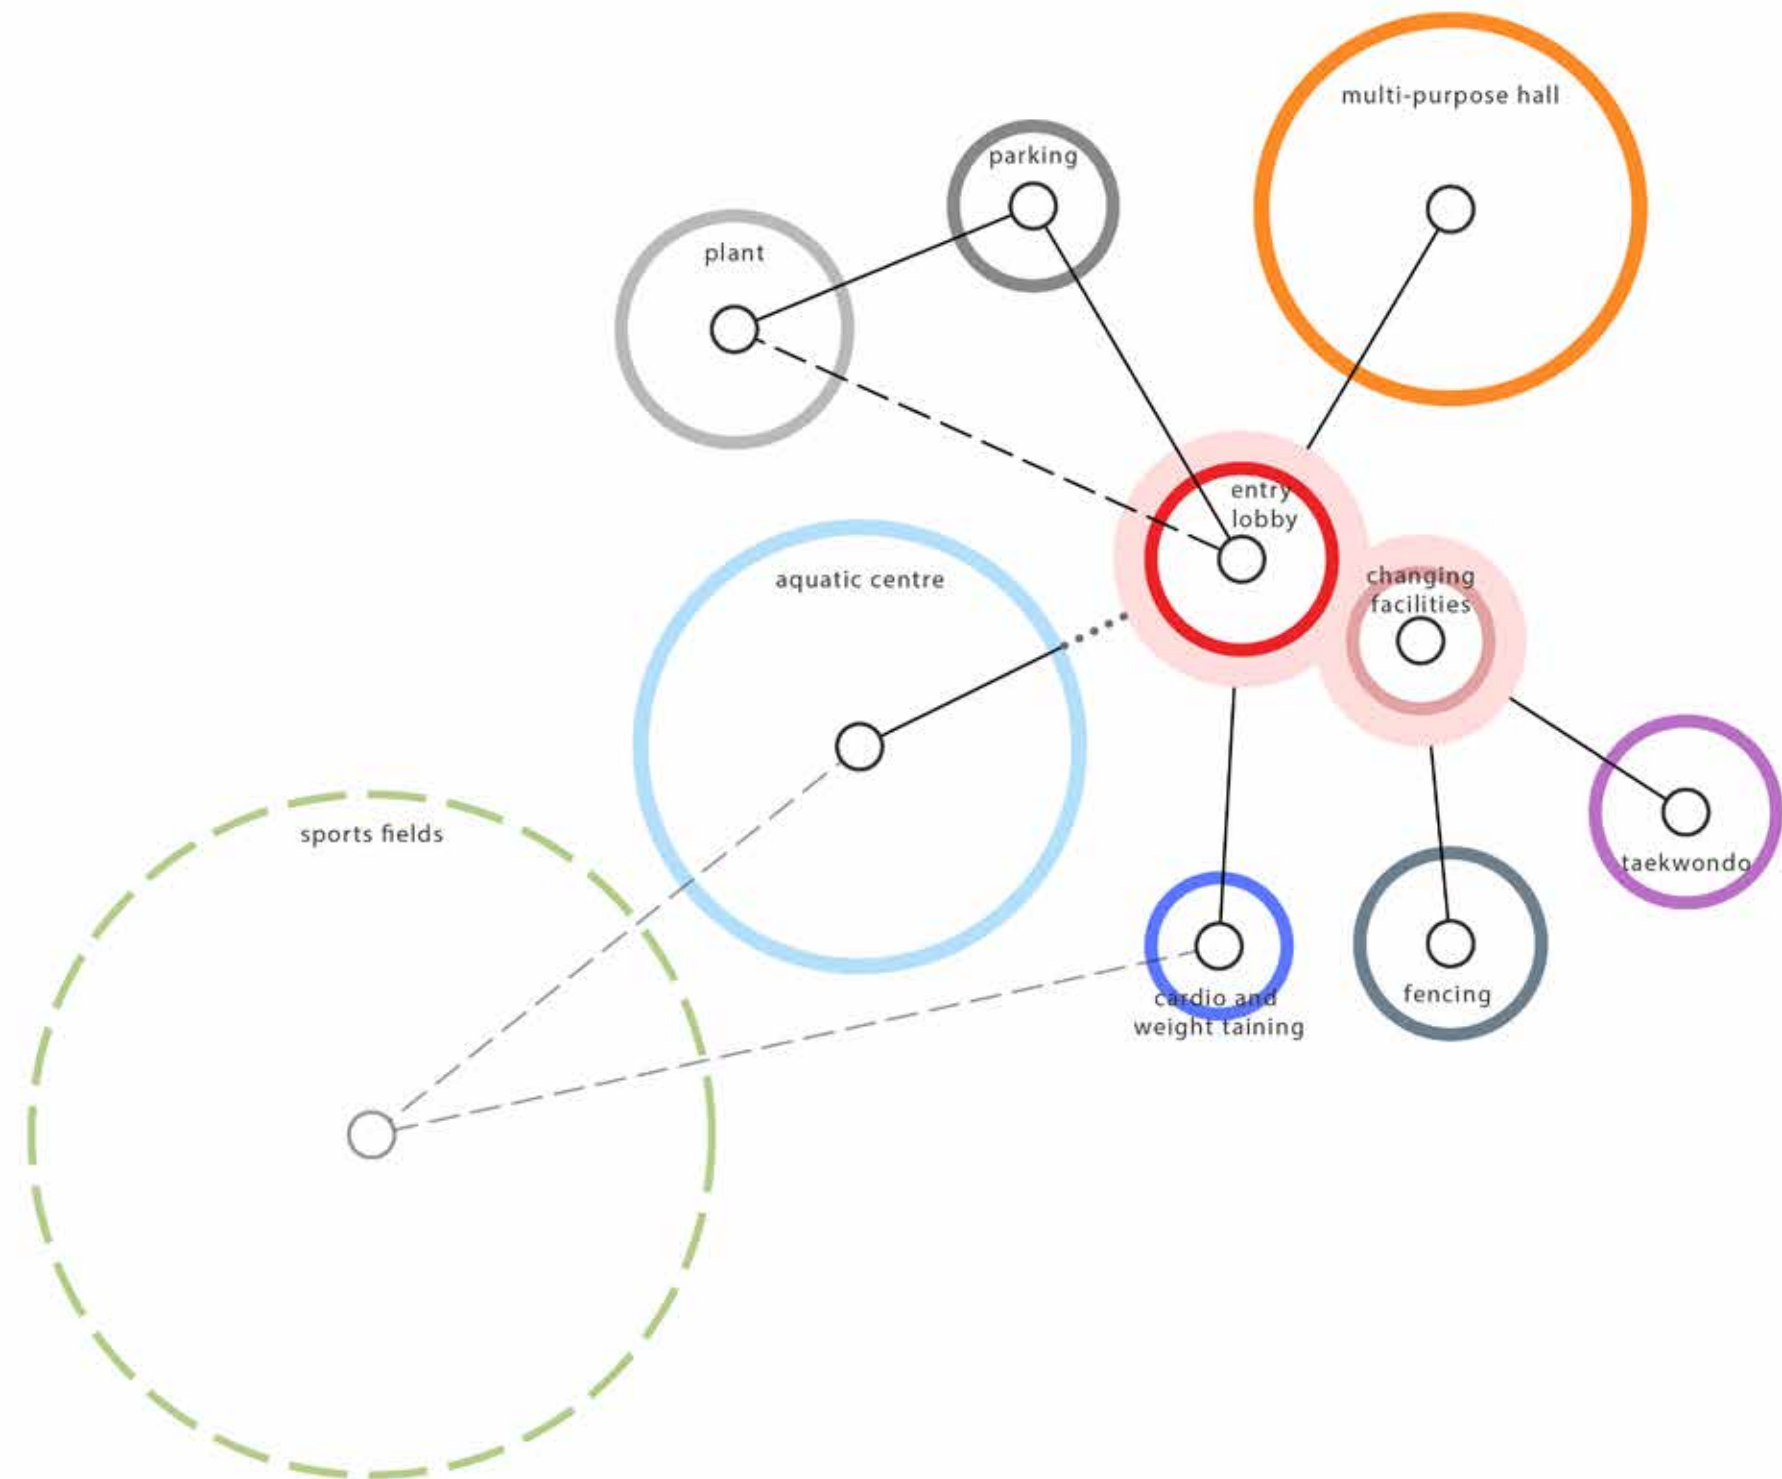 multi-purpose hall
parking
plant
entry
lobby
changing
facilities
aquatic centre
sports fields
taekwondo
cardio and
weight taining
fencing